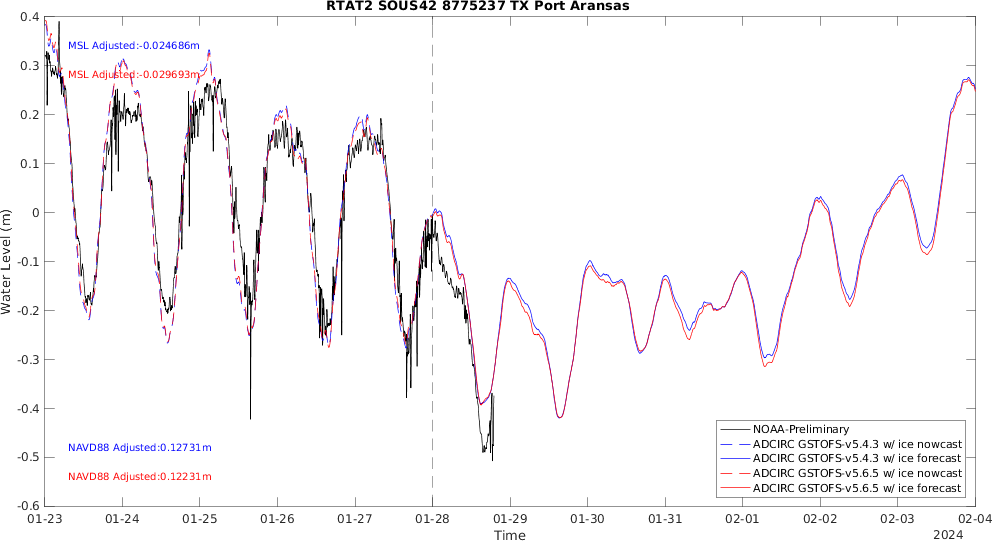 RTAT2 SOUS42 8775237 TX Port Aransas
0.4
0.3
0.2
0.1
0
-0.1
-0.2
-0.3
-0.4
-0.5
-0.6
Water Level (m)
MSL Adjusted:-0.024686m
MSL Adjusted:-0.029693m
NAVD88 Adjusted:0.12731m
NAVD88 Adjusted:0.12231m
NOAA-Preliminary
ADCIRC GSTOFS-v5.4.3 w/ ice nowcast
ADCIRC GSTOFS-v5.4.3 w/ ice forecast
ADCIRC GSTOFS-v5.6.5 w/ ice nowcast
ADCIRC GSTOFS-v5.6.5 w/ ice forecast
01-23 01-24 01-25 01-26 01-27 01-28 01-29 01-30 01-31 02-01 02-02 02-03 02-04
Time
2024